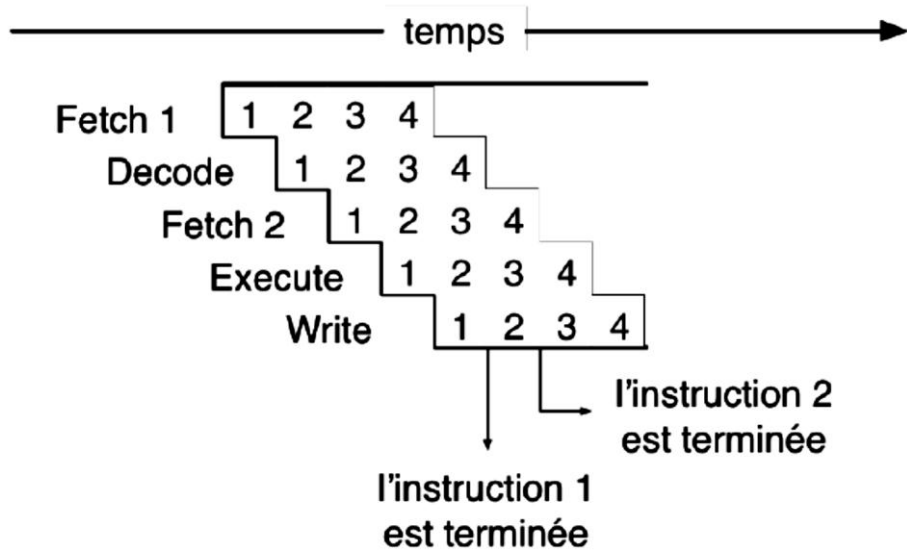 temps
Fetch 1 1 2 3 4
Decode 1 2 3 4
Fetch 2 1 2 3 4
Execute 1 2 3 4
Write 1 2 3 4
l'instruction 2
est terminée
l'instruction 1
est terminée